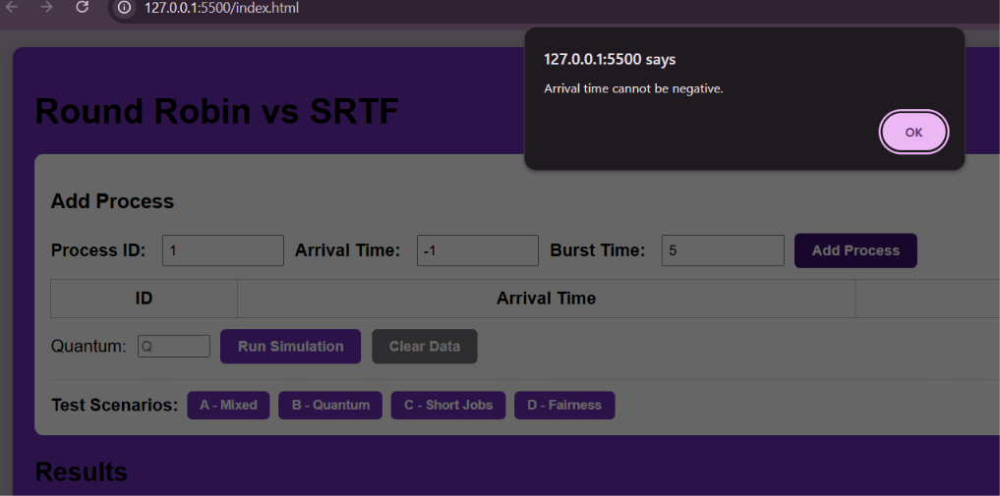 127.0.0.1:5500/index.html
127.0.0.1:5500 says
Arrival time cannot be negative.
OK
Round Robin vs SRTF
Add Process
Process ID: 1 Arrival Time: -1 Burst Time: 5 Add Process
ID Arrival Time
Quantum: Q Run Simulation Clear Data
Test Scenarios: A - Mixed B - Quantum C - Short Jobs D - Fairness
Results